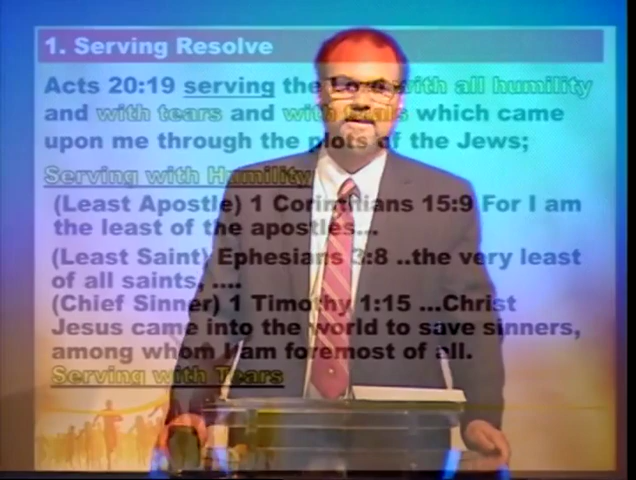 1. Serving Resolve
Acts 20:19 serving the with all humility
and with tears and with trials which came
upon me through the plots of the Jews;
Serving with Humility
(Least Apostle) 1 Corinthians 15:9 For I am
the least of the apostles...
(Least Saint) Ephesians 3:8 ..the very least
of all saints, ....
(Chief Sinner) 1 Timothy 1:15 ...Christ
Jesus came into the world to save sinners,
among whom I am foremost of all.
Serving with Tears